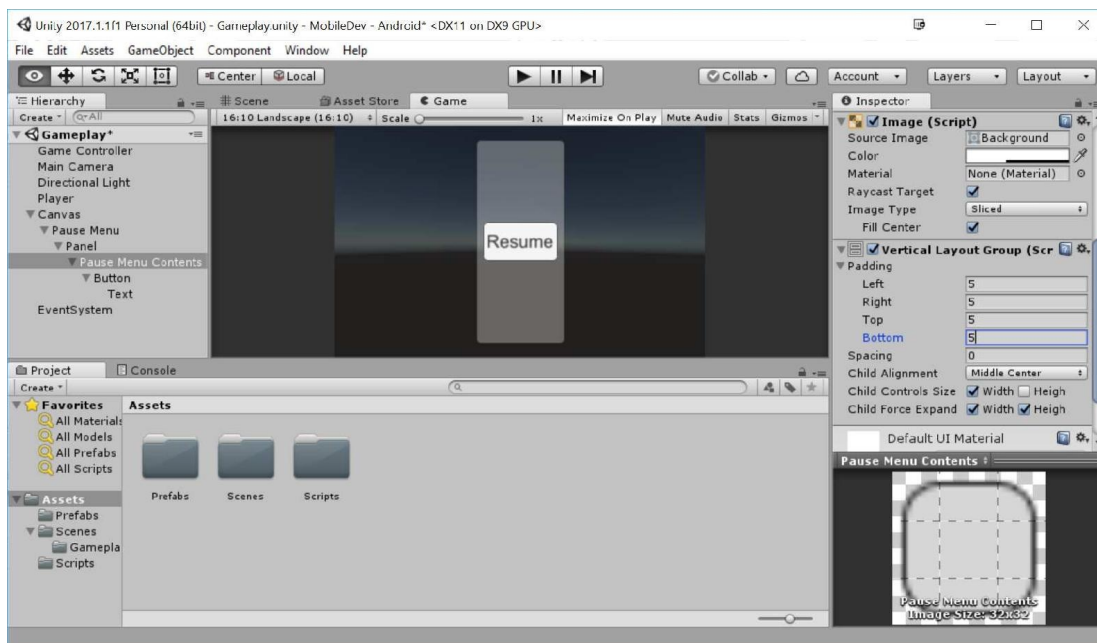 Unity 2017.1.1f1 Personal (64bit) - Gameplay.unity - MobileDev - Android* <DX11 on DX9 GPU>
File Edit Assets GameObject Component Window Help
Center Local Collab Account Layers Layout
Hierarchy
Create All
Gameplay*
Game Controller
Main Camera
Directional Light
Player
Canvas
Pause Menu
Panel
Pause Menu Contents
Button
Text
EventSystem
Scene Asset Store Game
16:10 Landscape (16:10) Scale 1x Maximize On Play Mute Audio Stats Gizmos
Resume
Inspector
Image (Script)
Source Image Background
Color
Material None (Material)
Raycast Target
Image Type Sliced
Fill Center
Vertical Layout Group (Scr
Padding
Left 5
Right 5
Top 5
Bottom 5
Spacing 0
Child Alignment Middle Center
Child Controls Size Width Heigh
Child Force Expand Width Heigh
Default UI Material
Pause Menu Contents
Pause Menu Contents
Image Size: 32x32
Project Console
Create
Favorites
All Materials
All Models
All Prefabs
All Scripts
Assets
Prefabs
Scenes
Gamepla
Scripts
Assets
Prefabs Scenes Scripts